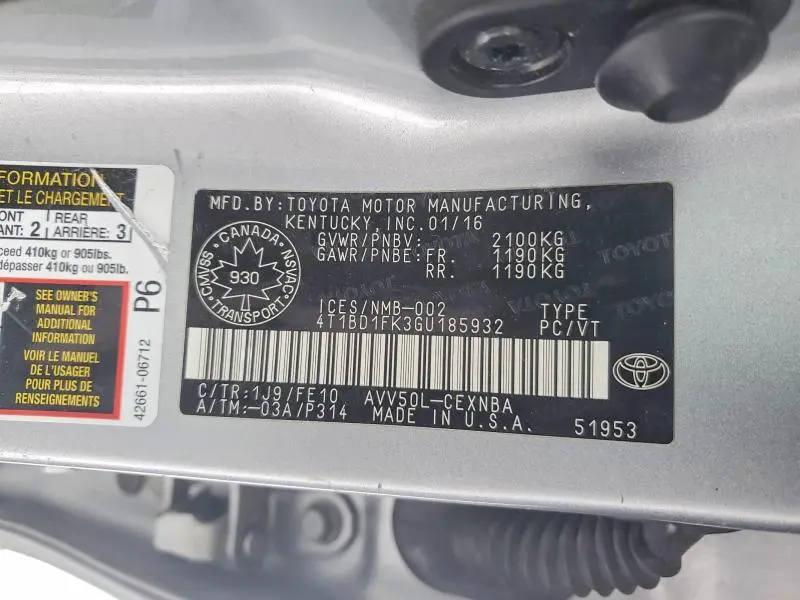 FORMATION
ET LE CHARGEMENT
ONT
ANT: 2
REAR
ARRIÈRE: 3
ceed 410kg or 905lbs.
dépasser 410kg ou 905lb.
SEE OWNER'S
MANUAL FOR
ADDITIONAL
INFORMATION
VOIR LE MANUEL
DE L'USAGER
POUR PLUS DE
RENSEIGNEMENTS
P6
42661-06712
MFD.BY:TOYOTA MOTOR MANUFACTURING,
KENTUCKY, INC.01/16
GVWR/PNBV: 2100KG
GAWR/PNBE: FR. 1190KG
RR. 1190KG
CANADA
CMVSS
930
NSVAC
TRANSPORT
ICES/NMB-002
4T1BD1FK3GU185932
TYPE
PC/VT
C/TR:1J9/FE10 AVV50L-CEXNBA
A/TM:-03A/P314 MADE IN U.S.A.
51953
TOYOTA
TOYOTA